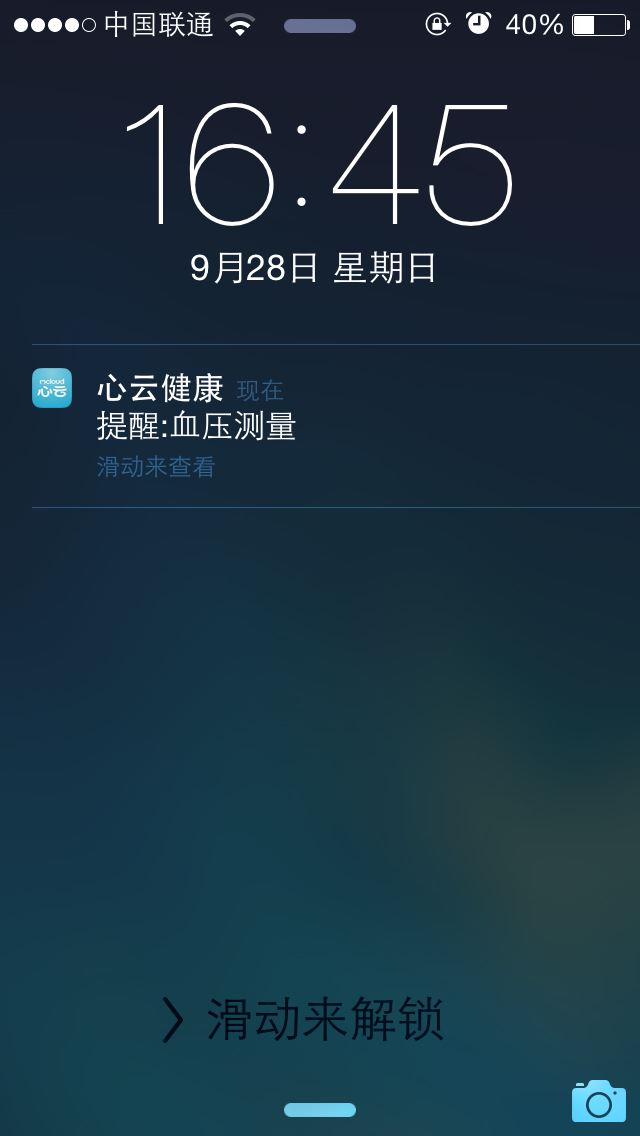 中国联通 40%
16:45
9月28日 星期日
心云
心云健康 现在
提醒:血压测量
滑动来查看
滑动来解锁